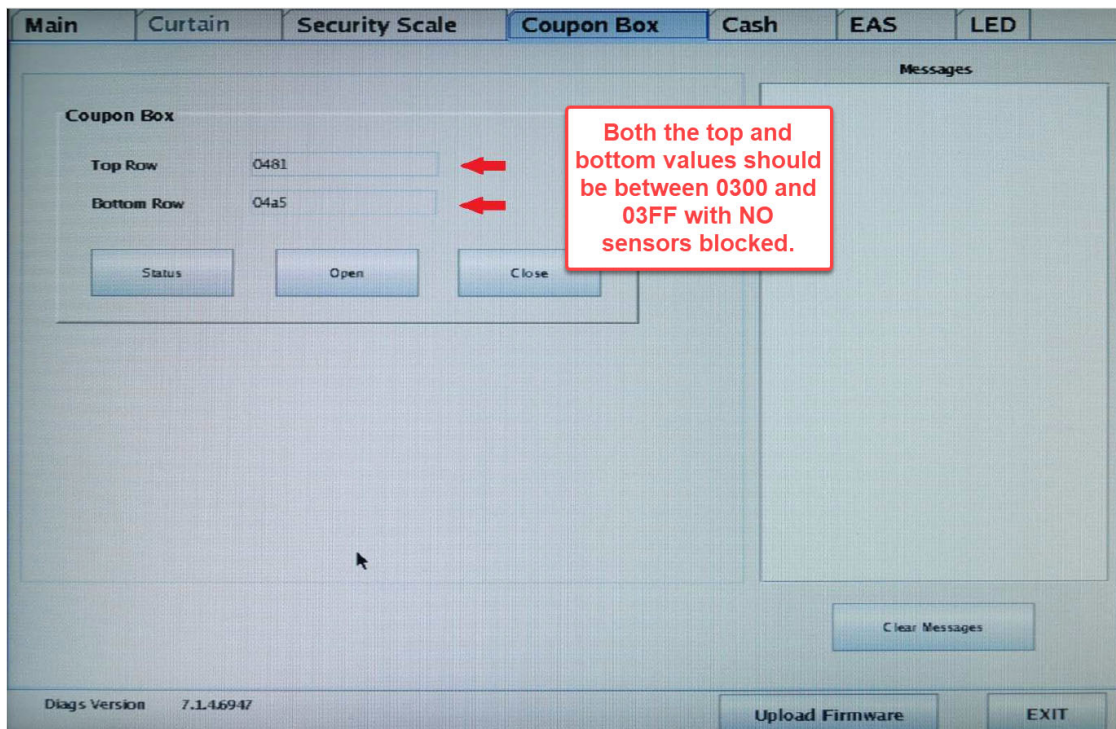 Main Curtain Security Scale Coupon Box Cash EAS LED
Messages
Coupon Box
Top Row 0481
Bottom Row 04a5
Status Open Close
Both the top and
bottom values should
be between 0300 and
03FF with NO
sensors blocked.
Clear Messages
Diags Version 7.1.4.6947
Upload Firmware EXIT